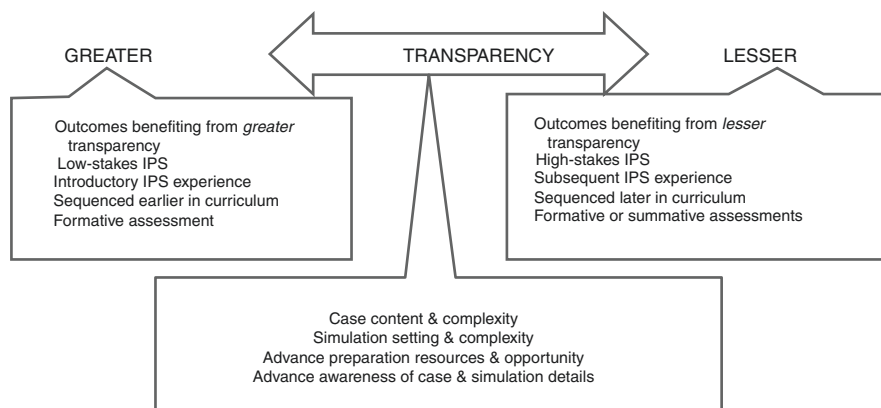 GREATER
TRANSPARENCY
LESSER
Outcomes benefiting from greater
transparency
Low-stakes IPS
Introductory IPS experience
Sequenced earlier in curriculum
Formative assessment
Outcomes benefiting from lesser
transparency
High-stakes IPS
Subsequent IPS experience
Sequenced later in curriculum
Formative or summative assessments
Case content & complexity
Simulation setting & complexity
Advance preparation resources & opportunity
Advance awareness of case & simulation details